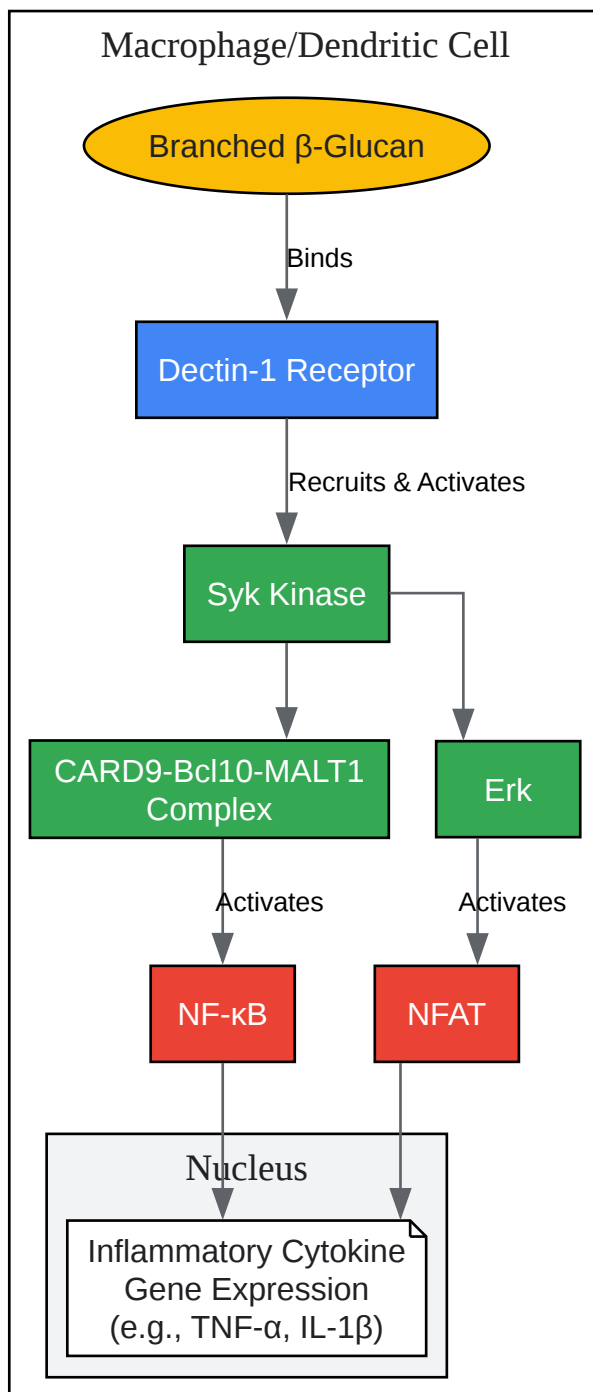 Macrophage/Dendritic Cell
Branched β-Glucan
Binds
Dectin-1 Receptor
Recruits & Activates
Syk Kinase
CARD9-Bcl10-MALT1
Complex
Erk
Activates
Activates
NF-κB
NFAT
Nucleus
Inflammatory Cytokine
Gene Expression
(e.g., TNF-α, IL-1β)